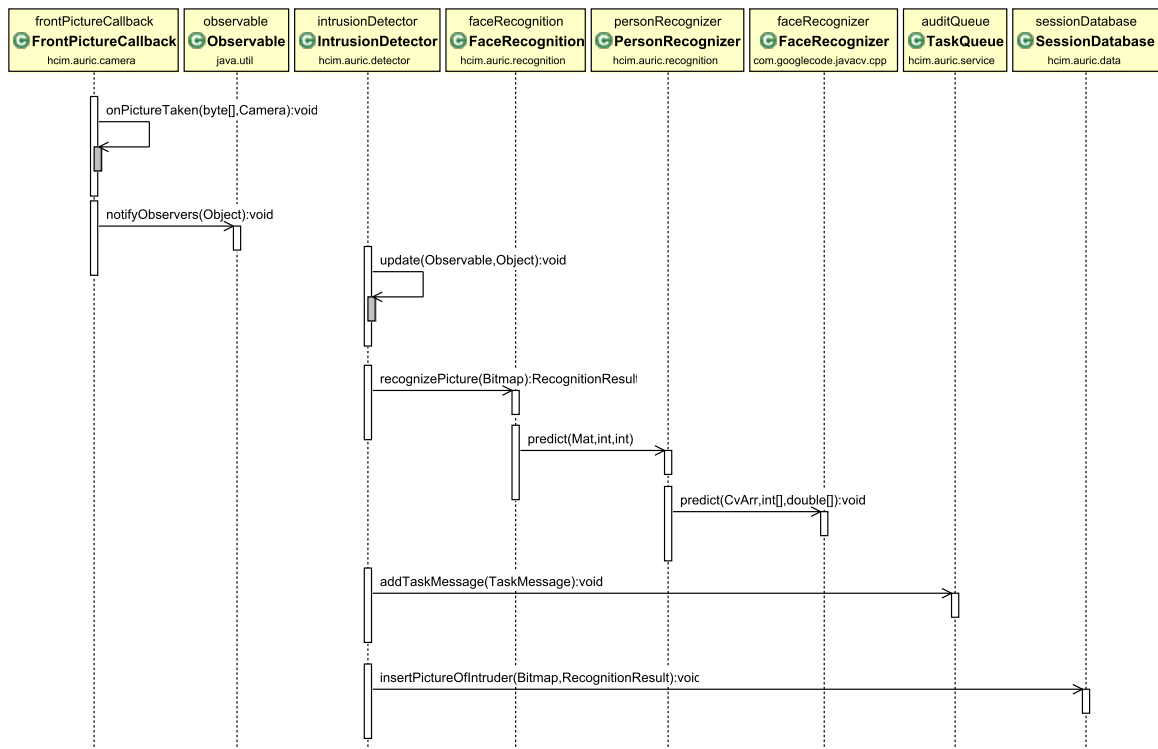 frontPictureCallback
FrontPictureCallback
hcim.auric.camera
observable
Observable
java.util
intrusionDetector
IntrusionDetector
hcim.auric.detector
faceRecognition
FaceRecognition
hcim.auric.recognition
personRecognizer
PersonRecognizer
hcim.auric.recognition
faceRecognizer
FaceRecognizer
com.googlecode.javacv.cpp
auditQueue
TaskQueue
hcim.auric.service
sessionDatabase
SessionDatabase
hcim.auric.data
onPictureTaken(byte[],Camera):void
notifyObservers(Object):void
update(Observable,Object):void
recognizePicture(Bitmap):RecognitionResult
predict(Mat,int,int)
predict(CvArr,int[],double[]):void
addTaskMessage(TaskMessage):void
insertPictureOfIntruder(Bitmap,RecognitionResult):void